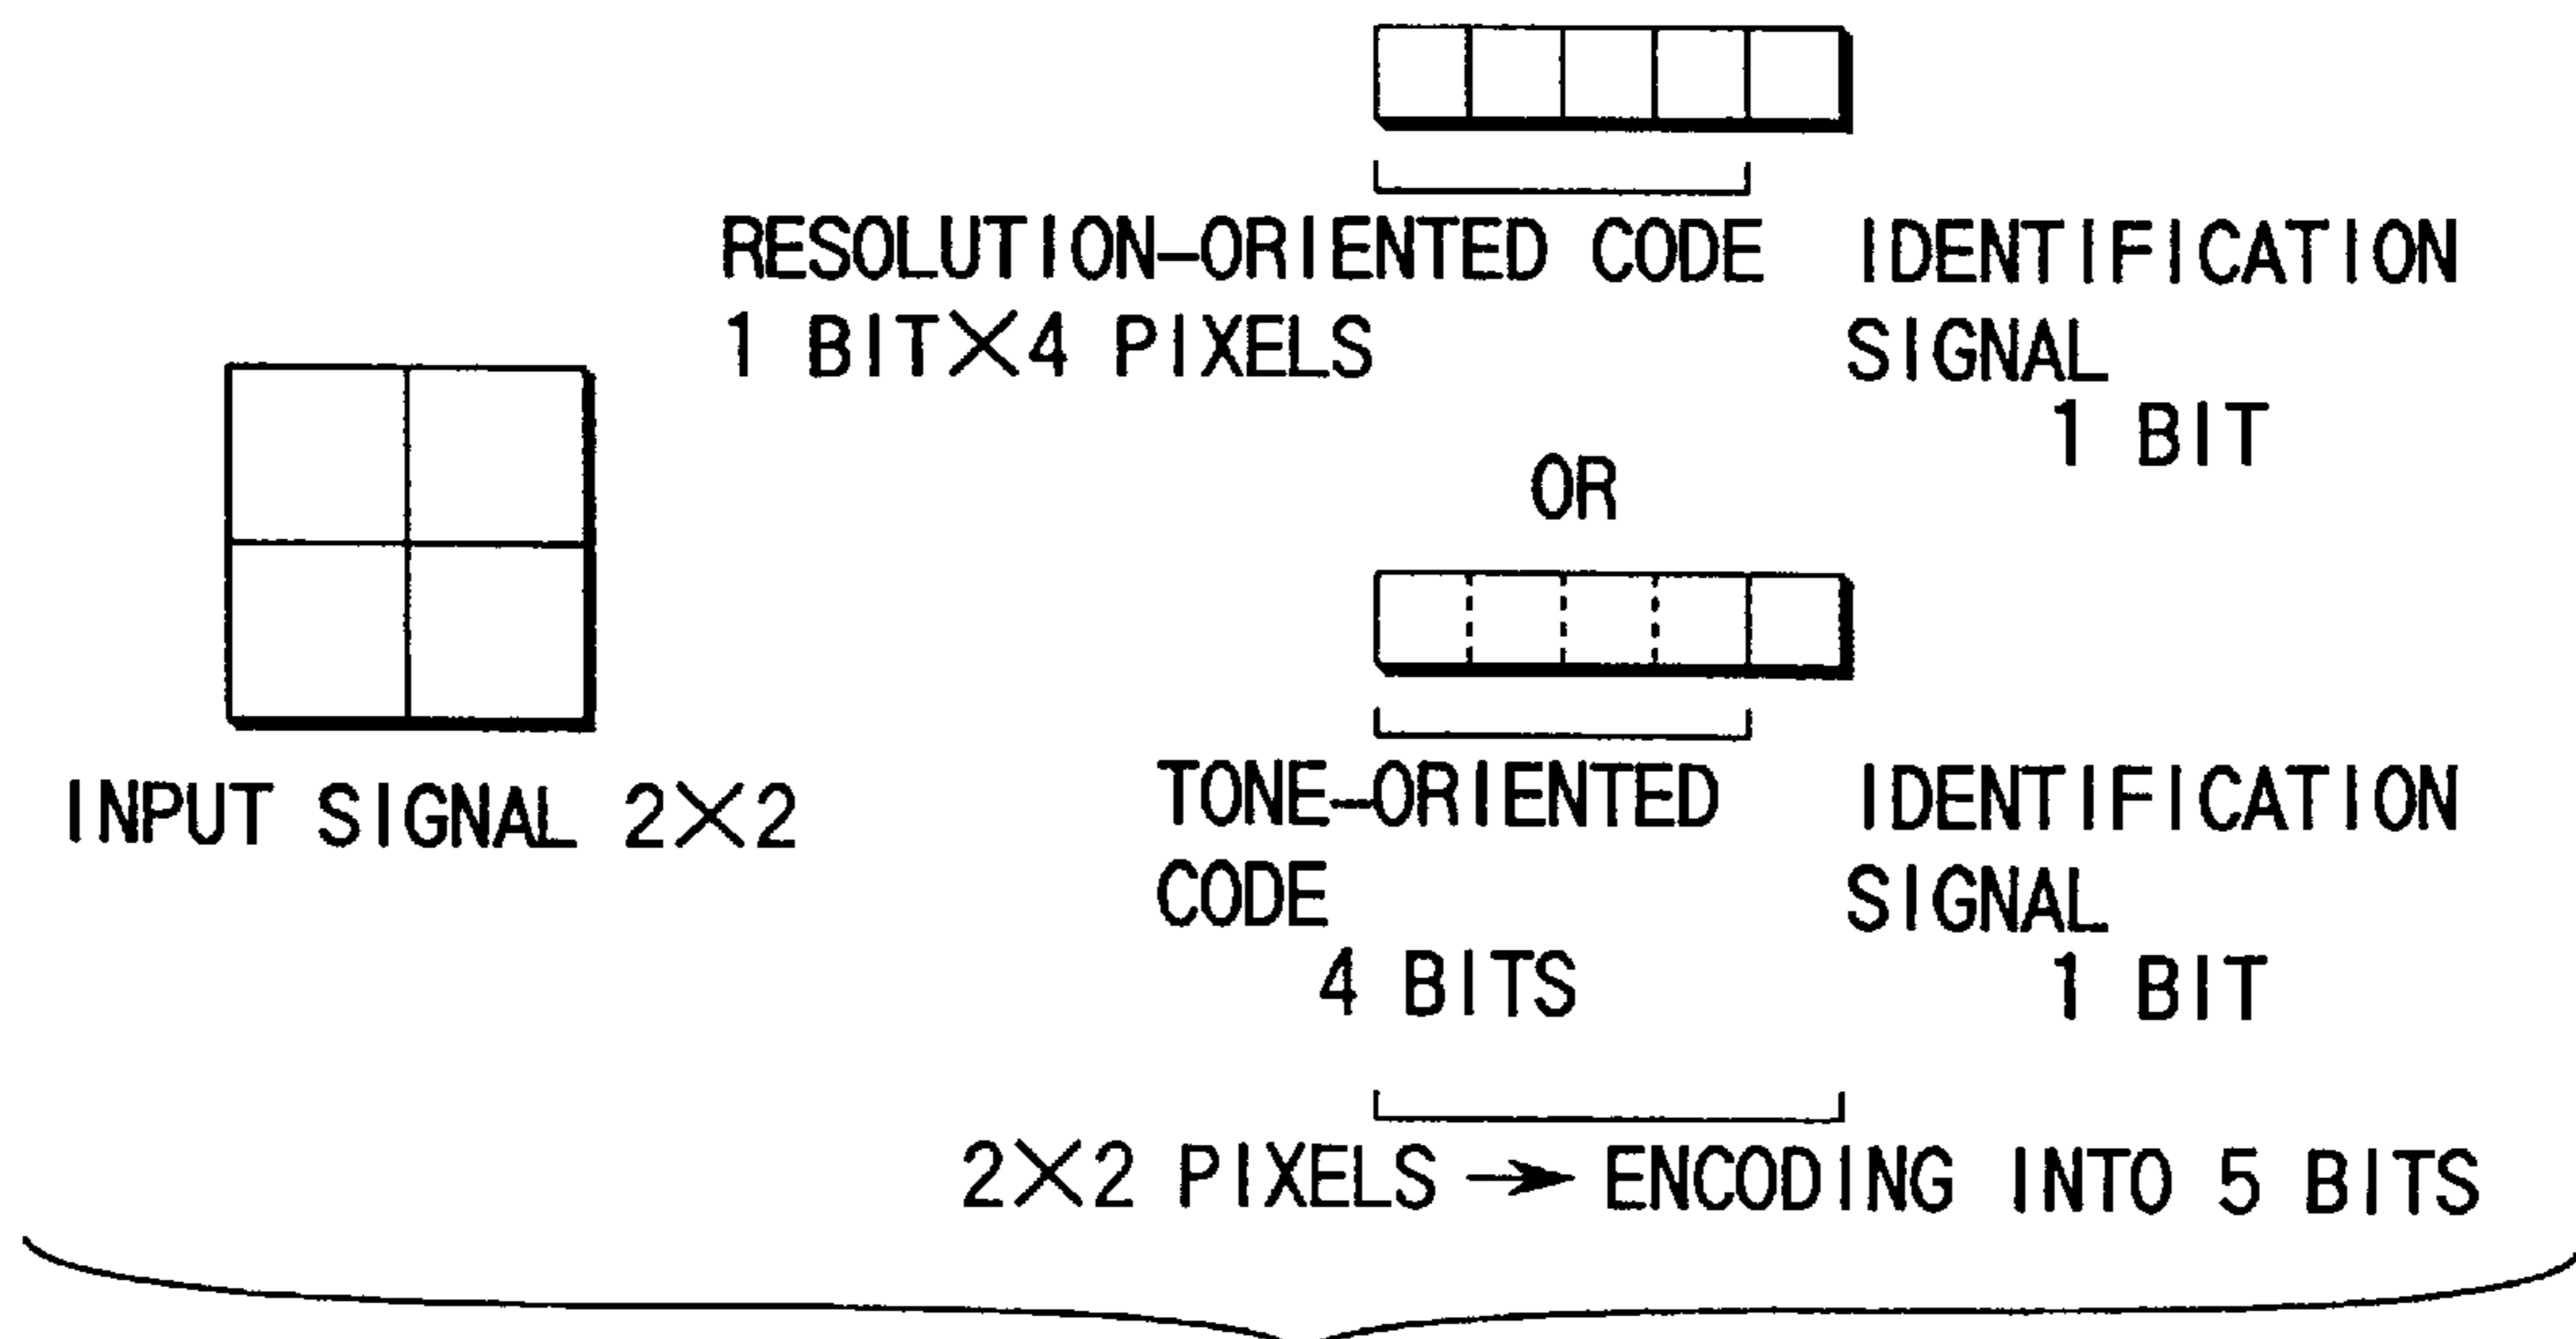 RESOLUTION-ORIENTED CODE
1 BIT×4 PIXELS
IDENTIFICATION
SIGNAL
1 BIT
OR
INPUT SIGNAL 2×2
TONE-ORIENTED
CODE
4 BITS
IDENTIFICATION
SIGNAL
1 BIT
2×2 PIXELS → ENCODING INTO 5 BITS